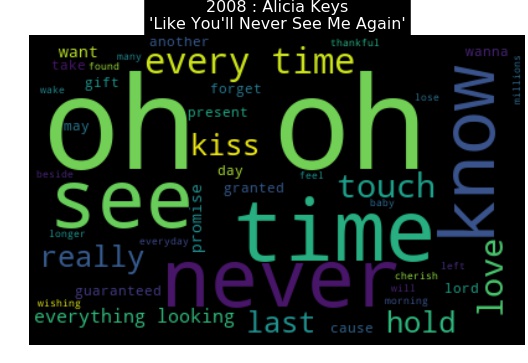 2008 : Alicia Keys
'Like You'll Never See Me Again'
another
thankful
want
many
every time
wanna
take
found
gift
forget
millions
wake
oh oh
lose
know
present
may
kiss
day
feel
beside
see
granted
touch
promise
baby
time
longer
everyday
really
never
cherish
left
love
guaranteed
will
lord
wishing
morning
everything looking
last
cause
hold